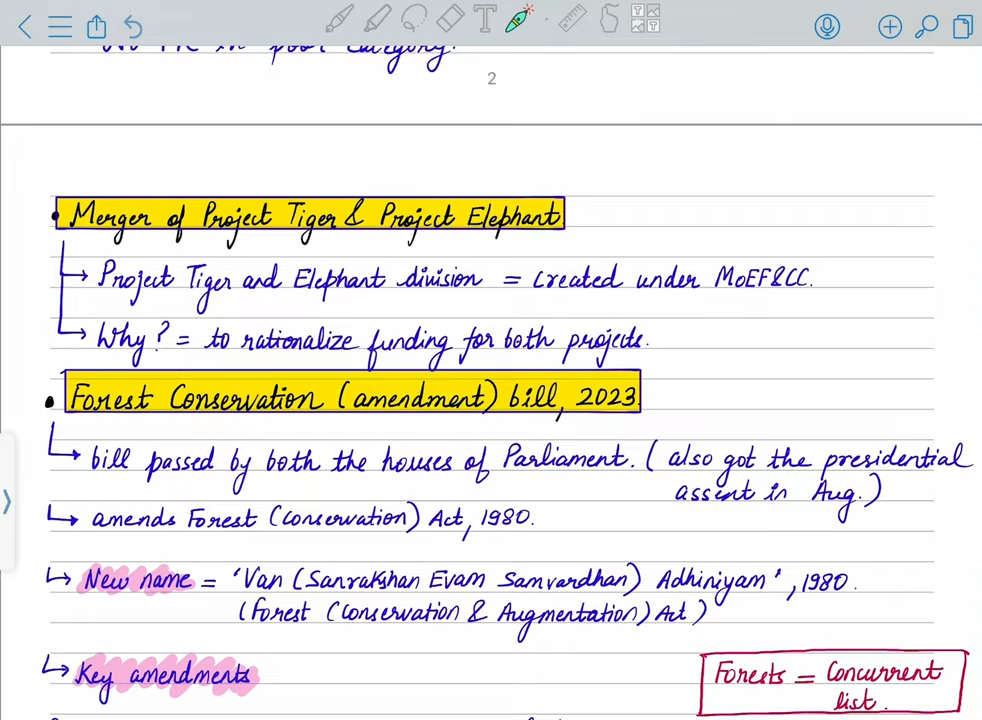 in poor category.
2
• Merger of Project Tiger & Project Elephant
→ Project Tiger and Elephant division = created under MoEF&CC.
→ Why? = to rationalize funding for both projects.
• Forest Conservation (amendment) bill, 2023
→ bill passed by both the houses of Parliament. (also got the presidential
assent in Aug.)
→ amends Forest (Conservation) Act, 1980.
→ New name = 'Van (Sanrakshan Evam Samvardhan) Adhiniyam', 1980.
(Forest (Conservation & Augmentation) Act)
→ Key amendments
Forests = Concurrent
list.